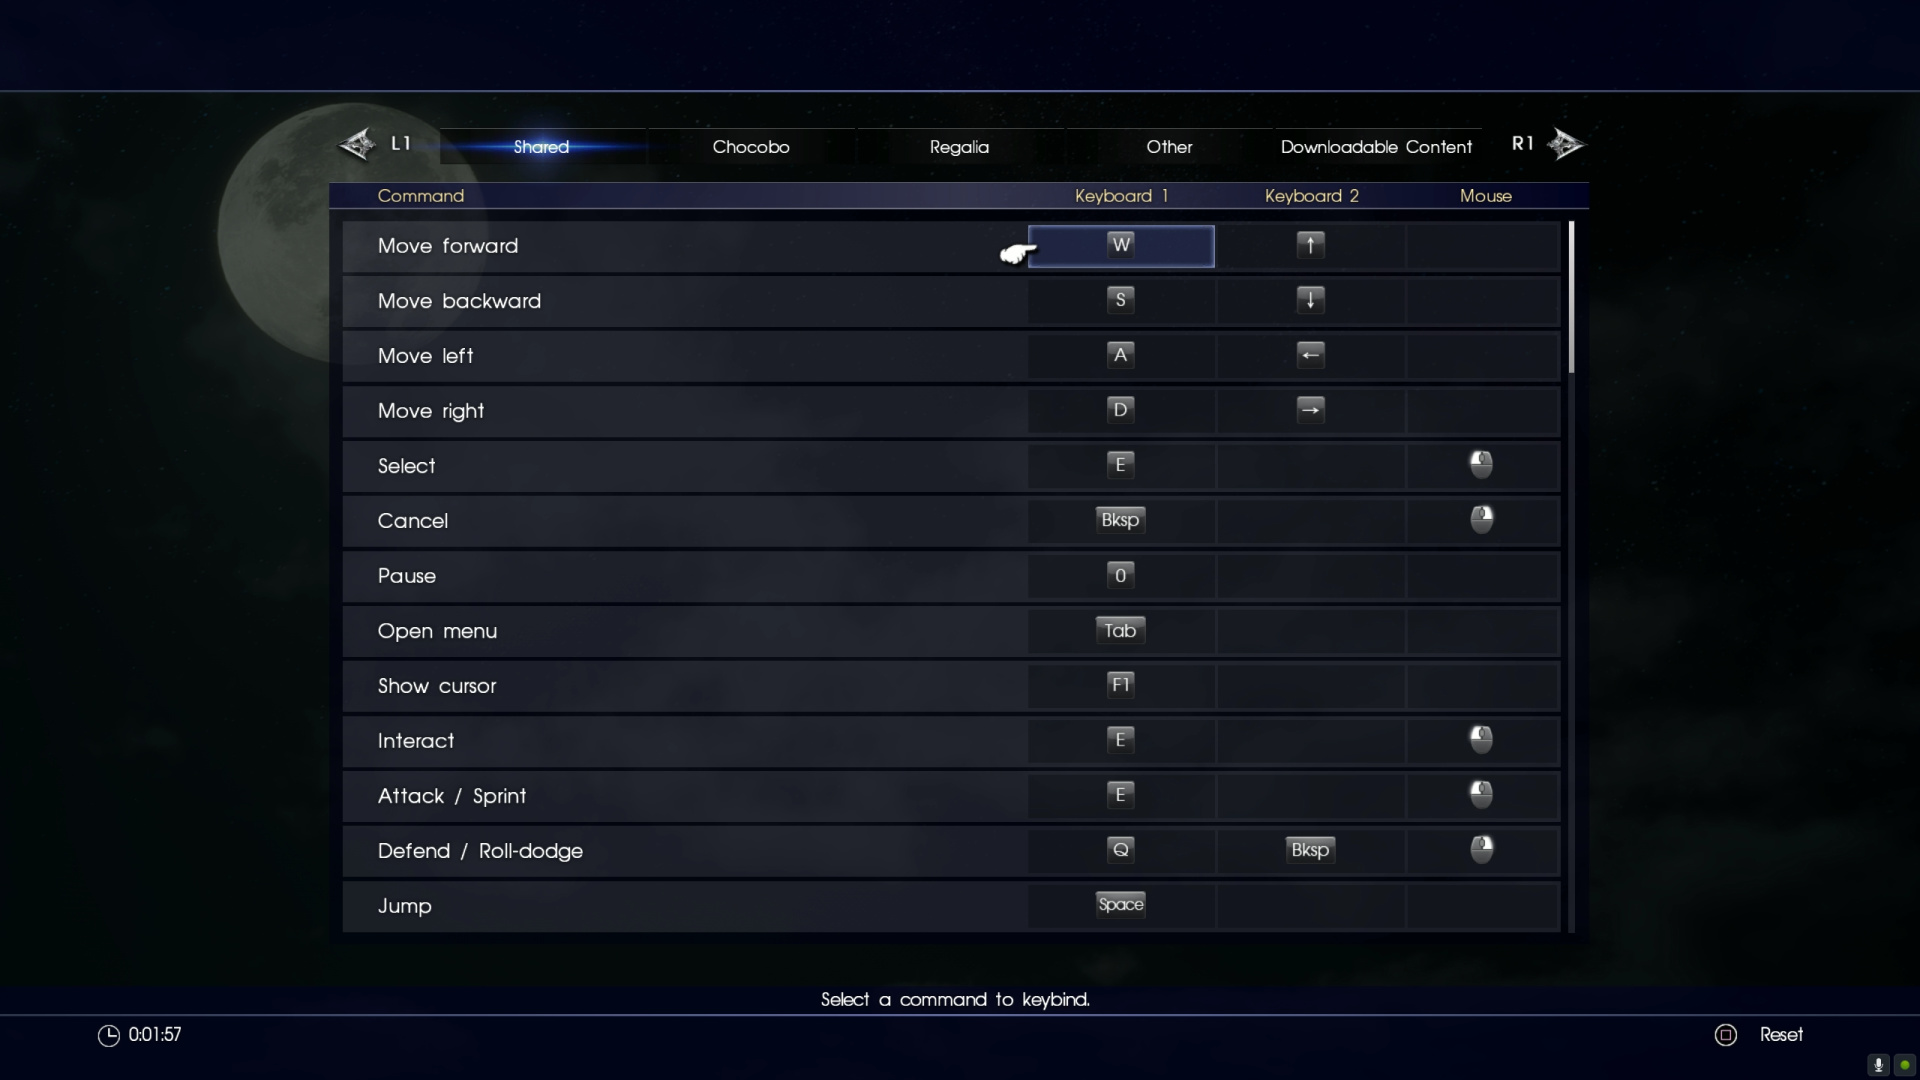 L1 Shared Chocobo Regalia Other Downloadable Content R1
Command Keyboard 1 Keyboard 2 Mouse
Move forward W ↑
Move backward S ↓
Move left A ←
Move right D →
Select E
Cancel Bksp
Pause 0
Open menu Tab
Show cursor F1
Interact E
Attack / Sprint E
Defend / Roll-dodge Q Bksp
Jump Space
Select a command to keybind.
0:01:57 Reset